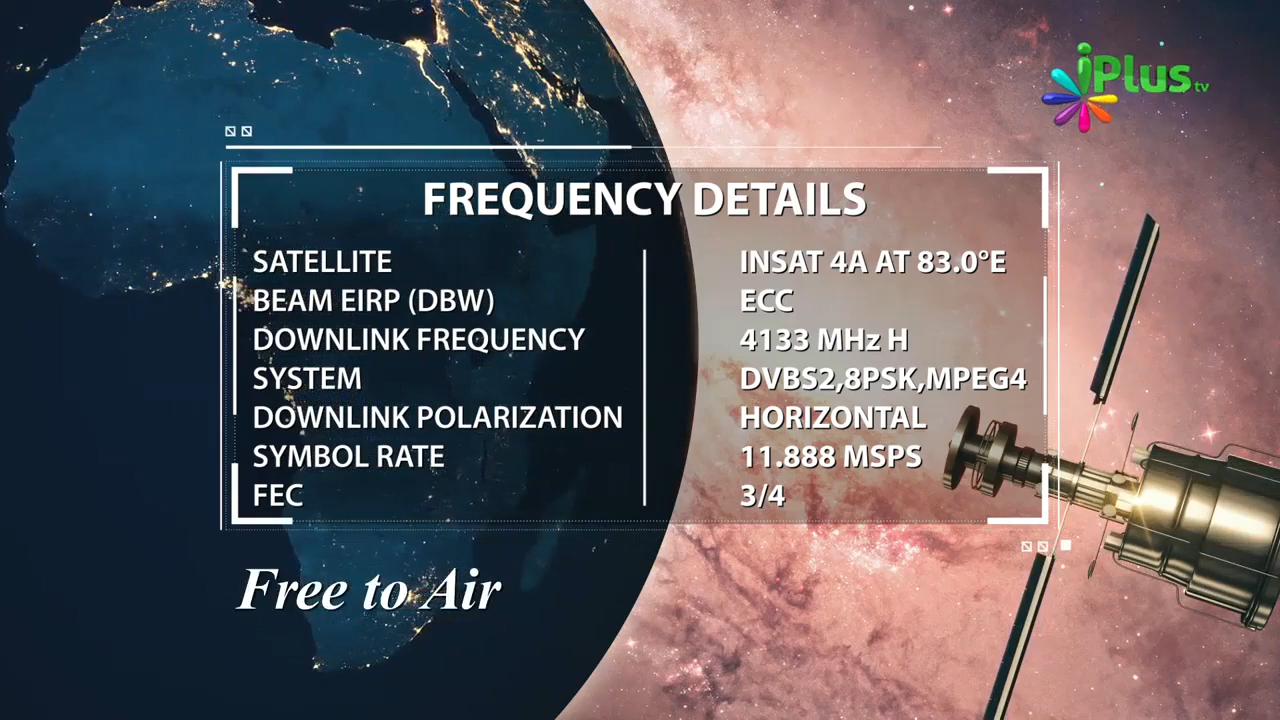 iPlus tv
FREQUENCY DETAILS
SATELLITE INSAT 4A AT 83.0°E
BEAM EIRP (DBW) ECC
DOWNLINK FREQUENCY 4133 MHz H
SYSTEM DVBS2,8PSK,MPEG4
DOWNLINK POLARIZATION HORIZONTAL
SYMBOL RATE 11.888 MSPS
FEC 3/4
Free to Air